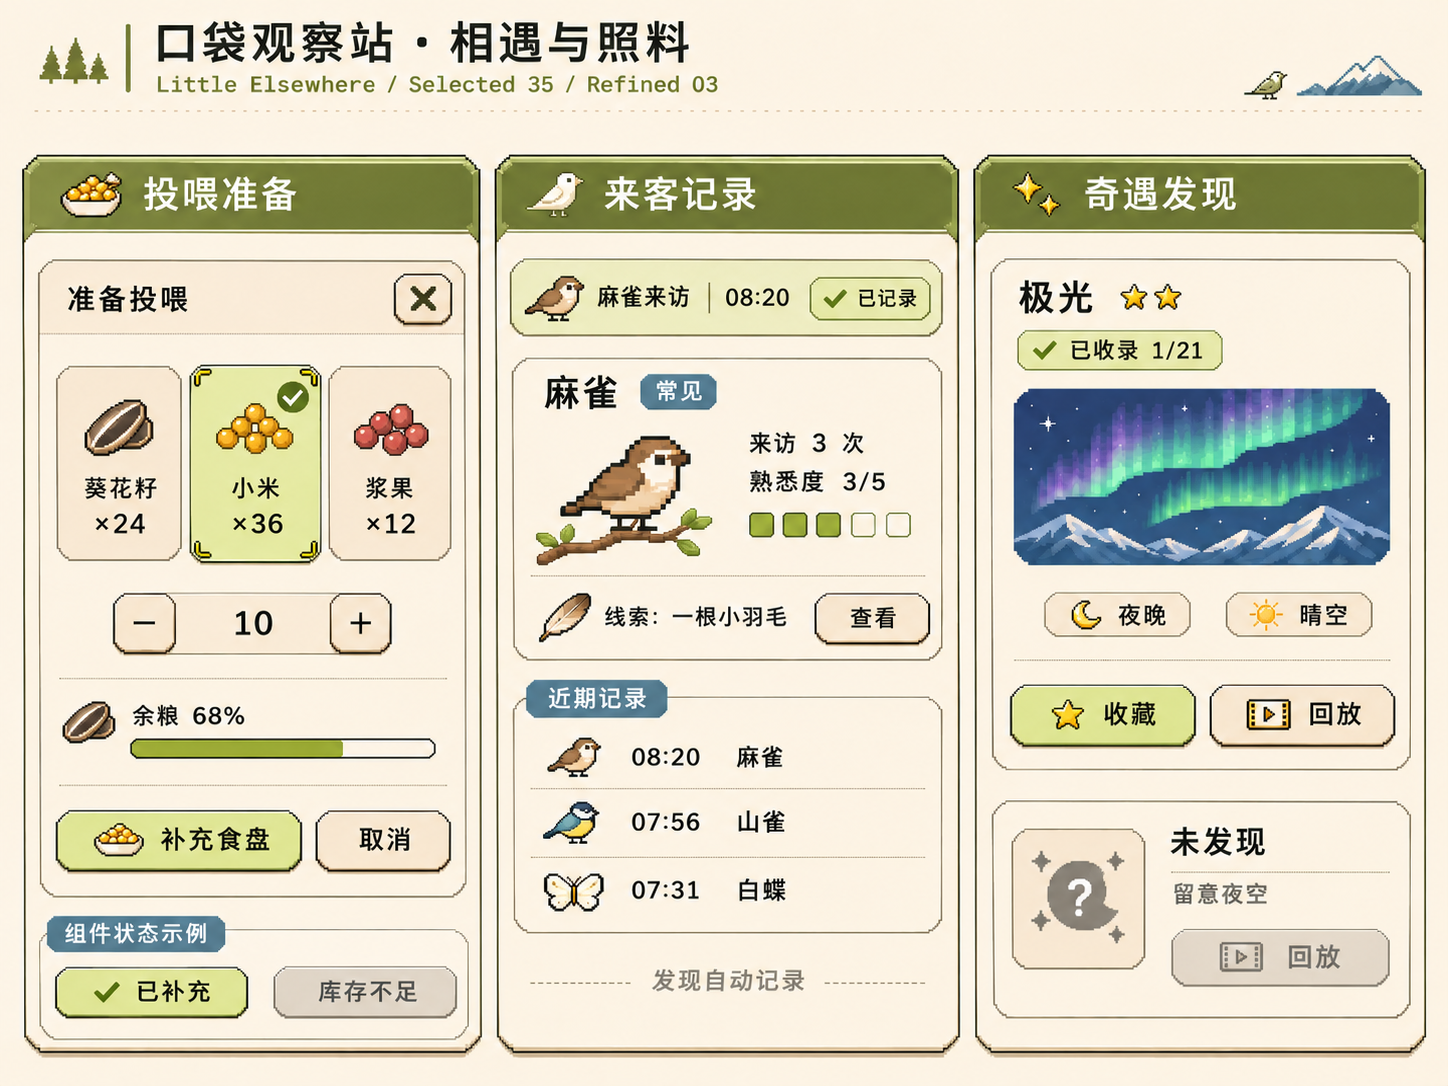 口袋观察站・相遇与照料
Little Elsewhere / Selected 35 / Refined 03
投喂准备
准备投喂
葵花籽
×24
小米
×36
浆果
×12
− 10 +
余粮 68%
补充食盘
取消
组件状态示例
已补充
库存不足
来客记录
麻雀来访 08:20 已记录
麻雀 常见
来访 3 次
熟悉度 3/5
线索：一根小羽毛 查看
近期记录
08:20 麻雀
07:56 山雀
07:31 白蝶
发现自动记录
奇遇发现
极光
已收录 1/21
夜晚 晴空
收藏 回放
?
未发现
留意夜空
回放